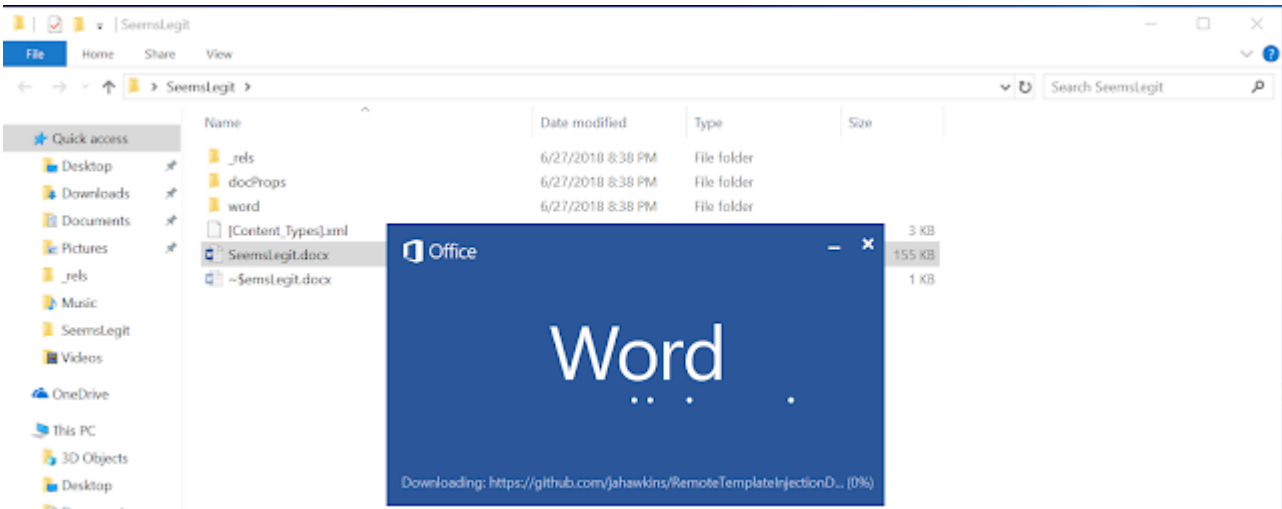 SeemsLegit
File Home Share View
SeemsLegit
Search SeemsLegit
Name Date modified Type Size
Quick access
Desktop
Downloads
Documents
Pictures
_rels
Music
SeemsLegit
Videos
OneDrive
This PC
3D Objects
Desktop
_rels 6/27/2018 8:38 PM File folder
docProps 6/27/2018 8:38 PM File folder
word 6/27/2018 8:38 PM File folder
[Content_Types].xml 3 KB
SeemsLegit.docx 155 KB
~$emsLegit.docx 1 KB
Office
Word
Downloading: https://github.com/jahawkins/RemoteTemplateInjectionD... (0%)